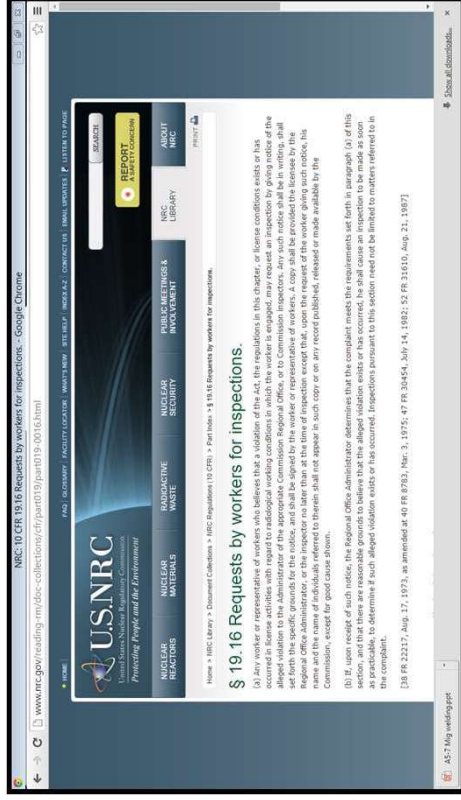 NRC: 10 CFR 19.16 Requests by workers for inspections. - Google Chrome
www.nrc.gov/reading-rm/doc-collections/cfr/part019/part019-0016.html
HOME FAQ | GLOSSARY | FACILITY LOCATOR | WHAT'S NEW | SITE HELP | INDEX A-Z | CONTACT US | EMAIL UPDATES | LISTEN TO PAGE
U.S.NRC
United States Nuclear Regulatory Commission
Protecting People and the Environment
SEARCH
REPORT
A SAFETY CONCERN
NUCLEAR REACTORS
NUCLEAR MATERIALS
RADIOACTIVE WASTE
NUCLEAR SECURITY
PUBLIC MEETINGS & INVOLVEMENT
NRC LIBRARY
ABOUT NRC
PRINT
Home > NRC Library > Document Collections > NRC Regulations (10 CFR) > Part Index > § 19.16 Requests by workers for inspections.
§ 19.16 Requests by workers for inspections.
(a) Any worker or representative of workers who believes that a violation of the Act, the regulations in this chapter, or license conditions exists or has
occurred in license activities with regard to radiological working conditions in which the worker is engaged, may request an inspection by giving notice of the
alleged violation to the Administrator of the appropriate Commission Regional Office, or to Commission inspectors. Any such notice shall be in writing, shall
set forth the specific grounds for the notice, and shall be signed by the worker or representative of workers. A copy shall be provided the licensee by the
Regional Office Administrator, or the inspector no later than at the time of inspection except that, upon the request of the worker giving such notice, his
name and the name of individuals referred to therein shall not appear in such copy or on any record published, released or made available by the
Commission, except for good cause shown.
(b) If, upon receipt of such notice, the Regional Office Administrator determines that the complaint meets the requirements set forth in paragraph (a) of this
section, and that there are reasonable grounds to believe that the alleged violation exists or has occurred, he shall cause an inspection to be made as soon
as practicable, to determine if such alleged violation exists or has occurred. Inspections pursuant to this section need not be limited to matters referred to in
the complaint.
[38 FR 22217, Aug. 17, 1973, as amended at 40 FR 8783, Mar. 3, 1975; 47 FR 30454, July 14, 1982; 52 FR 31610, Aug. 21, 1987]
AS-7 Mig welding.ppt
Show all downloads...